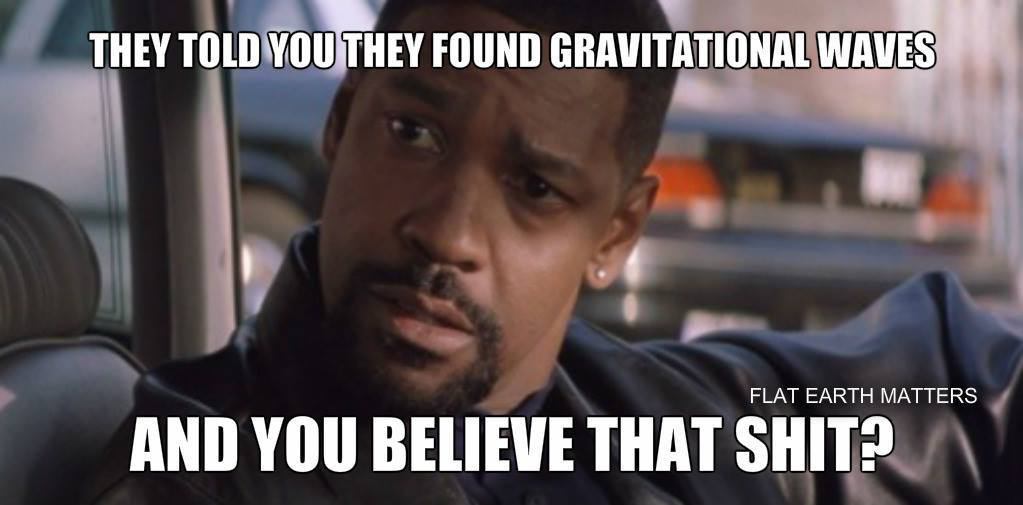 THEY TOLD YOU THEY FOUND GRAVITATIONAL WAVES
FLAT EARTH MATTERS
AND YOU BELIEVE THAT SHIT?